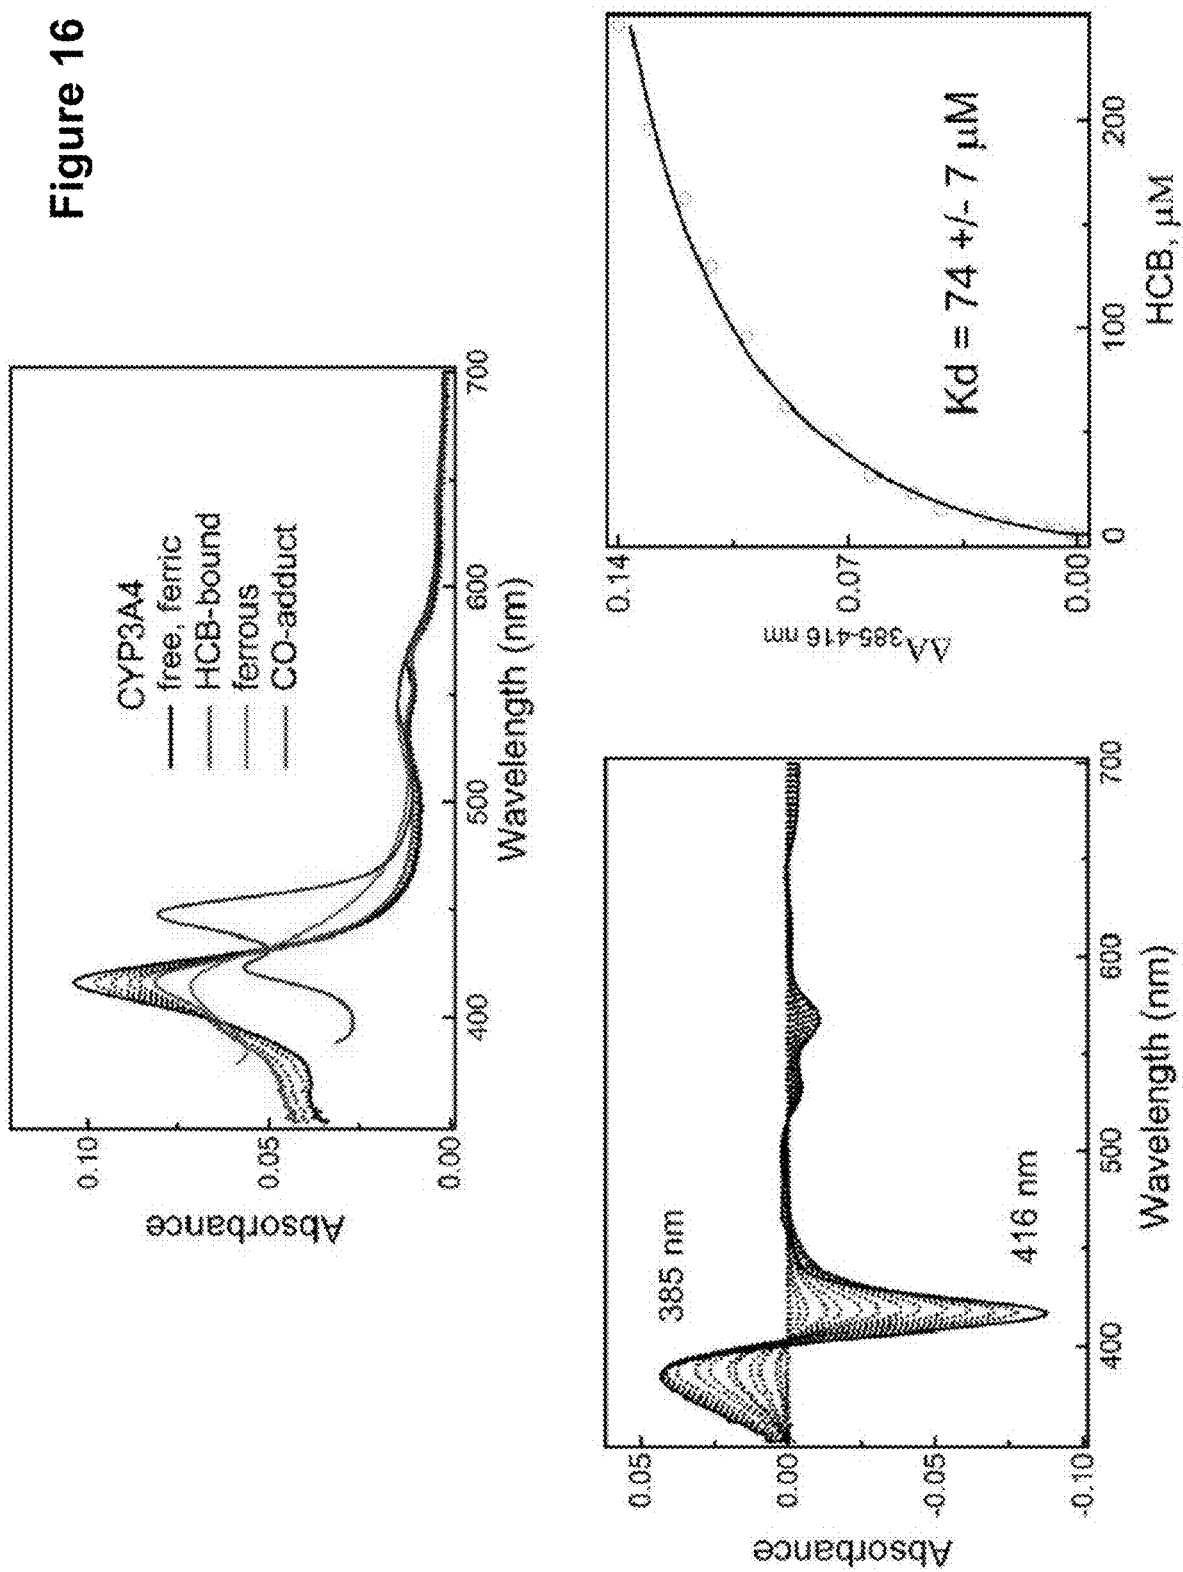 Figure 16
Absorbance
0.10
0.05
0.00
CYP3A4
free, ferric
HCB-bound
ferrous
CO-adduct
400
500
600
700
Wavelength (nm)
Absorbance
0.05
0.00
-0.05
-0.10
385 nm
416 nm
400
500
600
700
Wavelength (nm)
ΔA385-416 nm
0.14
0.07
0.00
Kd = 74 +/- 7 μM
0
100
200
HCB, μM